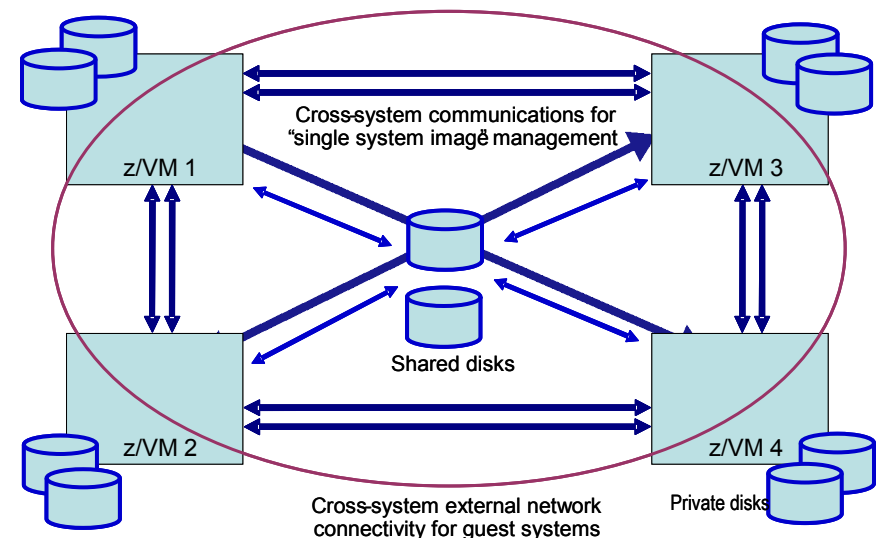 Cross-system communications for
“single system image” management
z/VM 1
z/VM 3
Shared disks
z/VM 2
z/VM 4
Private disks
Cross-system external network
connectivity for guest systems